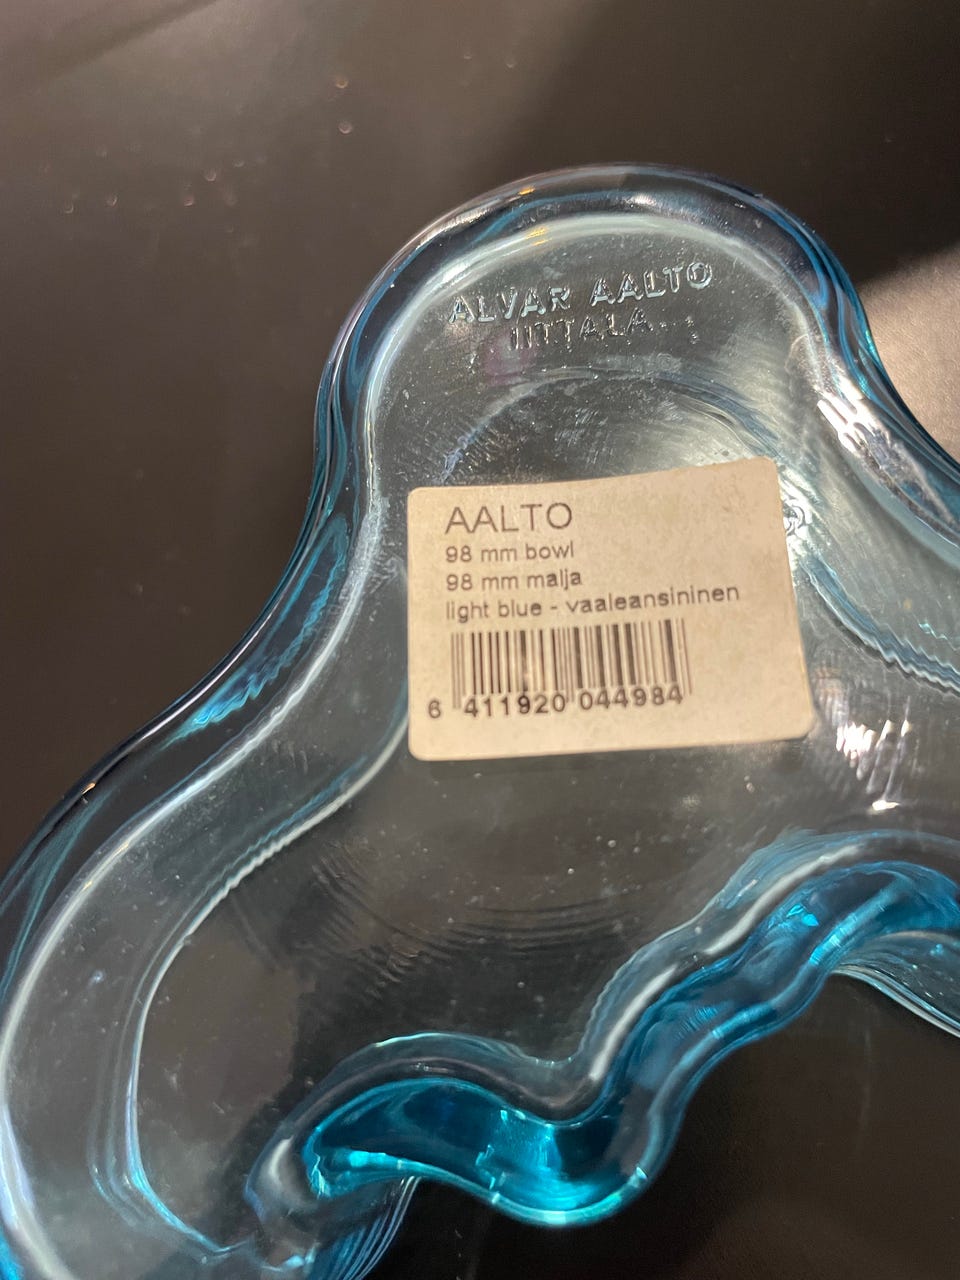 ALVAR AALTO
IITTALA
AALTO
98 mm bowl
98 mm malja
light blue - vaaleansininen
6 411920 044984